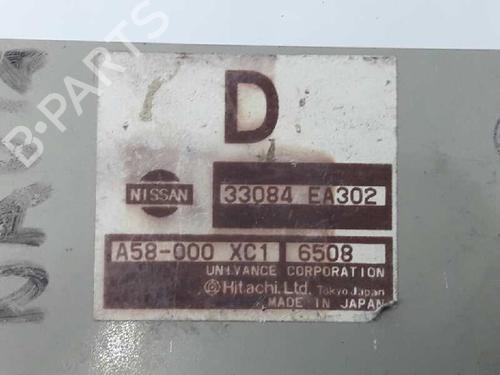 D
NISSAN
33084 EA302
A58-000 XC1 6508
UNIVANCE CORPORATION
Hitachi.Ltd. Tokyo Japan
MADE IN JAPAN
B-PARTS